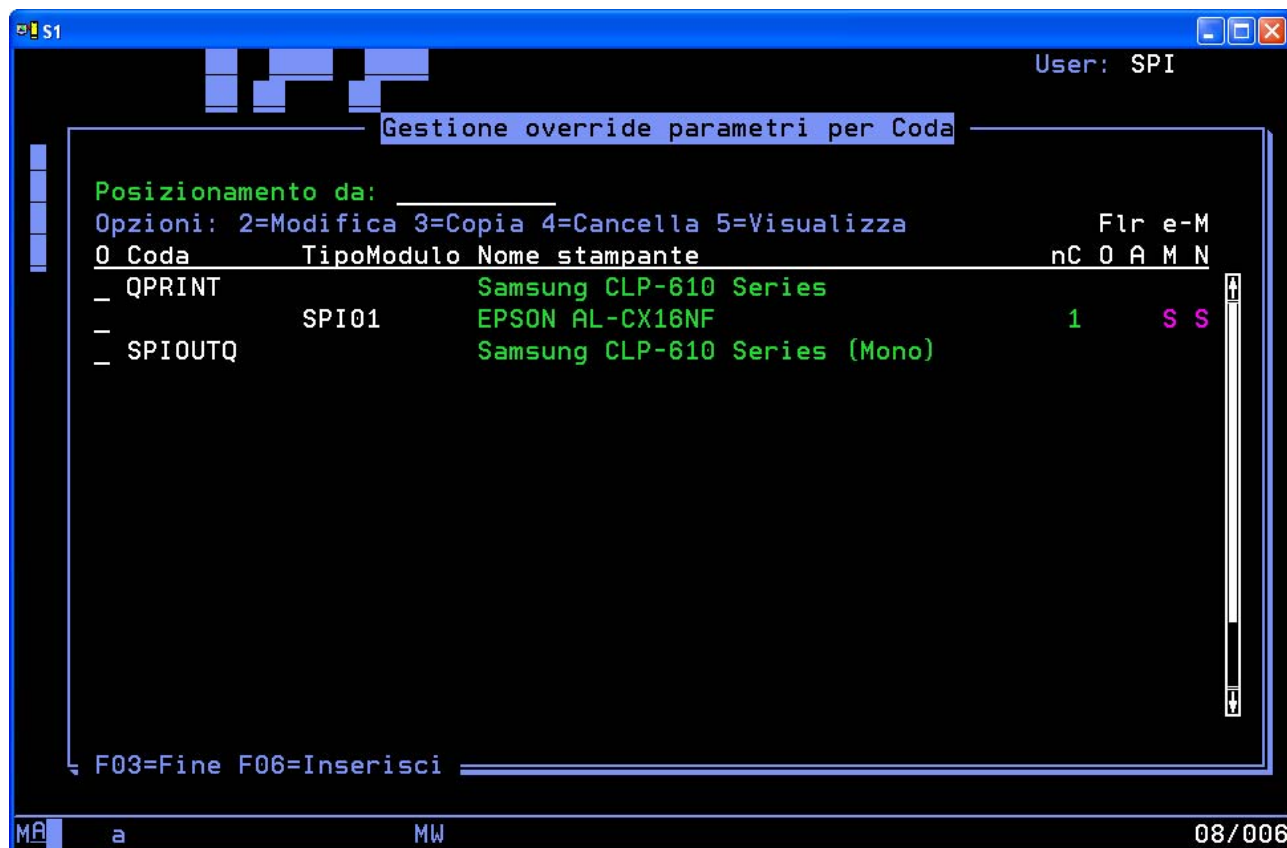 S1
User: SPI
Gestione override parametri per Coda
Posizionamento da:
Opzioni: 2=Modifica 3=Copia 4=Cancella 5=Visualizza Flr e-M
O Coda TipoModulo Nome stampante nC O A M N
_ QPRINT Samsung CLP-610 Series
_ SPI01 EPSON AL-CX16NF 1 S S
_ SPIOUTQ Samsung CLP-610 Series (Mono)
F03=Fine F06=Inserisci
MA a MW 08/006